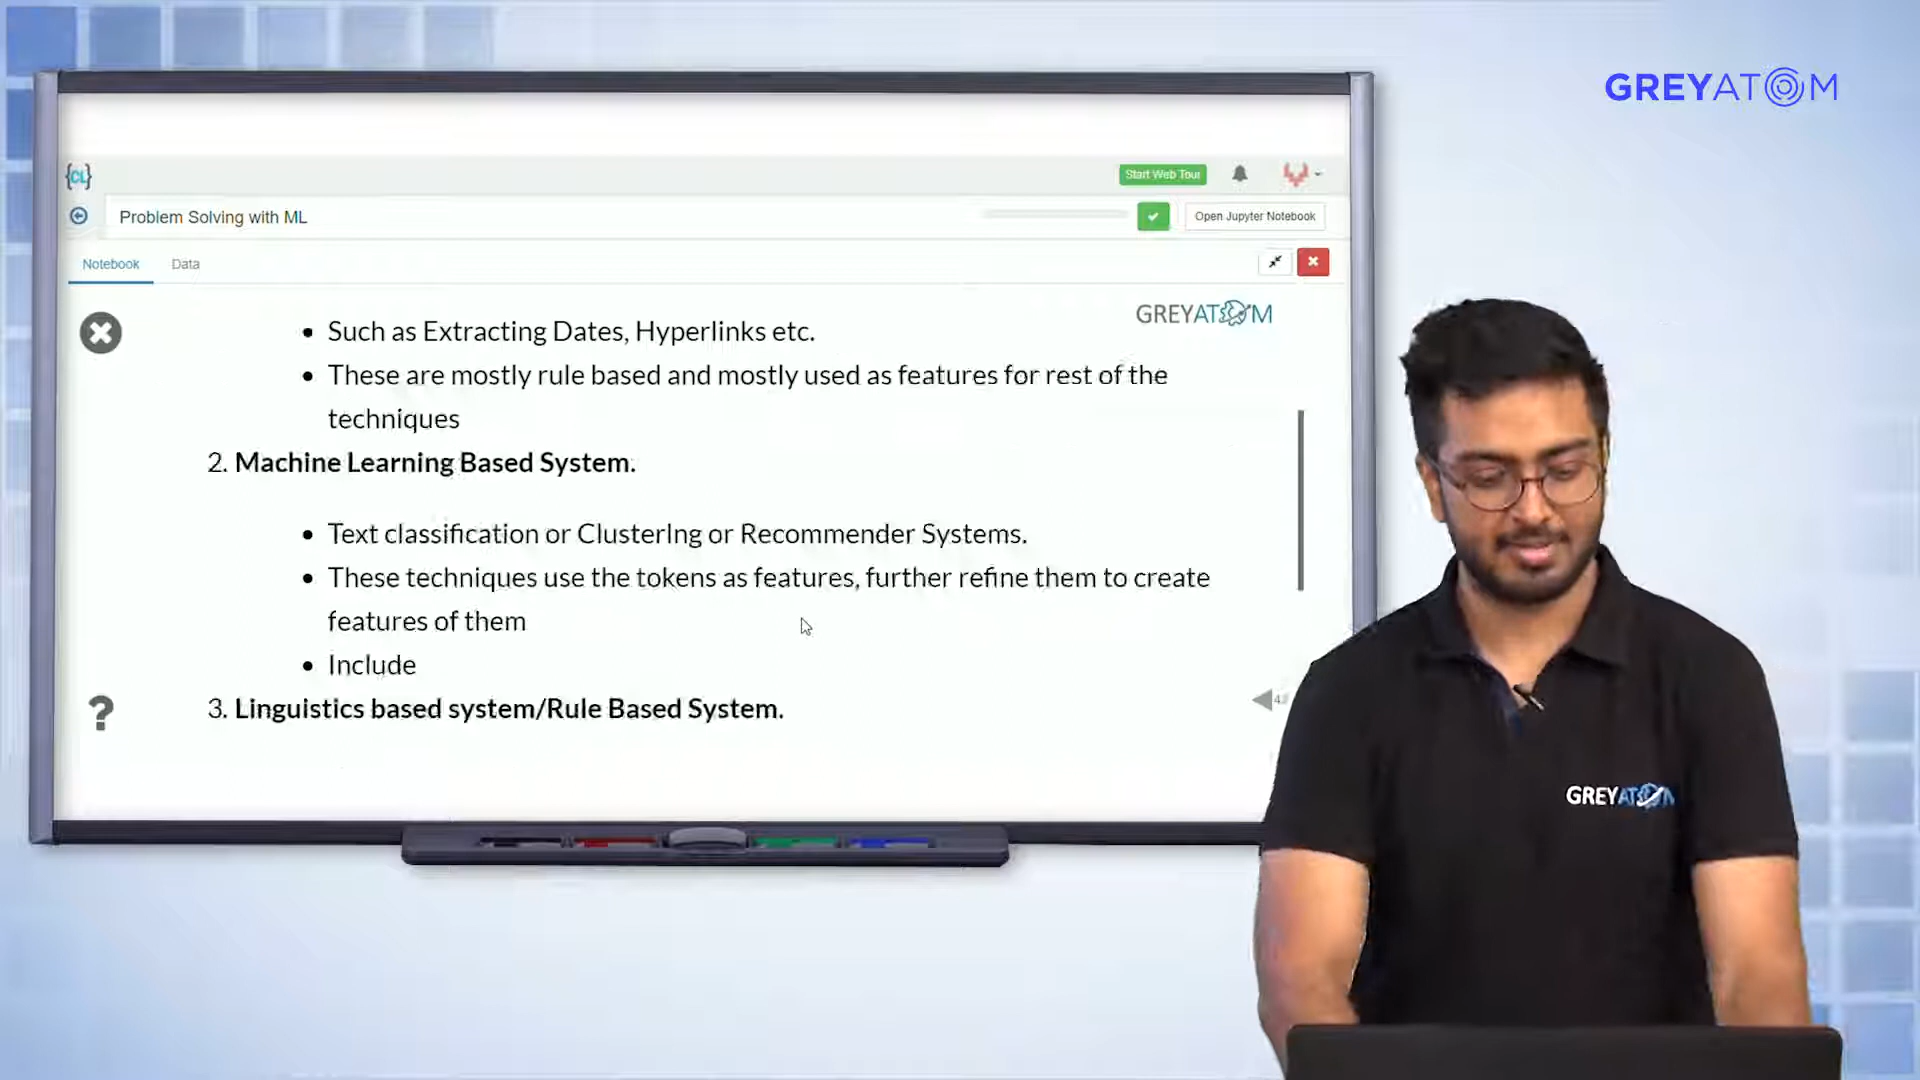 GREYATOM
{CL}
Start Web Tour
Problem Solving with ML
Open Jupyter Notebook
Notebook
Data
GREYATOM
Such as Extracting Dates, Hyperlinks etc.
These are mostly rule based and mostly used as features for rest of the
techniques
2. Machine Learning Based System.
Text classification or ClusterIng or Recommender Systems.
These techniques use the tokens as features, further refine them to create
features of them
Include
3. Linguistics based system/Rule Based System.
?
GREYATOM